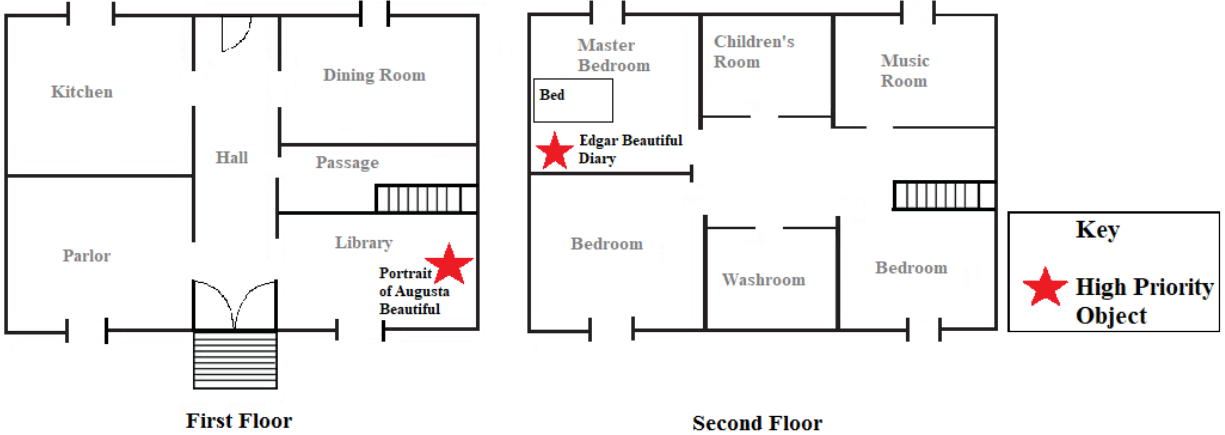 Kitchen
Hall
Dining Room
Passage
Parlor
Library
Portrait
of Augusta
Beautiful
First Floor
Master
Bedroom
Children's
Room
Music
Room
Bed
Edgar Beautiful
Diary
Bedroom
Washroom
Bedroom
Second Floor
Key
High Priority
Object